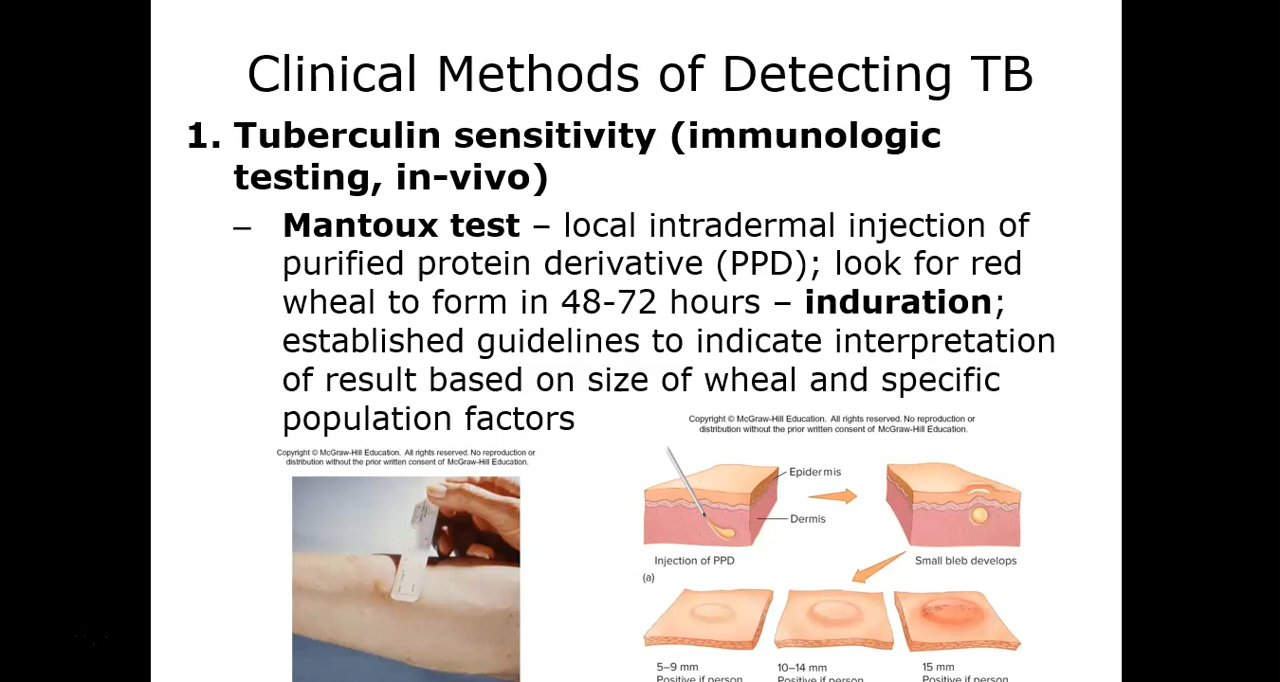 Clinical Methods of Detecting TB
1. Tuberculin sensitivity (immunologic
testing, in-vivo)
– Mantoux test – local intradermal injection of
purified protein derivative (PPD); look for red
wheal to form in 48-72 hours – induration;
established guidelines to indicate interpretation
of result based on size of wheal and specific
population factors
Copyright © McGraw-Hill Education. All rights reserved. No reproduction or
distribution without the prior written consent of McGraw-Hill Education.
Copyright © McGraw-Hill Education. All rights reserved. No reproduction or
distribution without the prior written consent of McGraw-Hill Education.
Epidermis
Dermis
Injection of PPD
Small bleb develops
(a)
5–9 mm
Positive if person
10–14 mm
Positive if person
15 mm
Positive if person